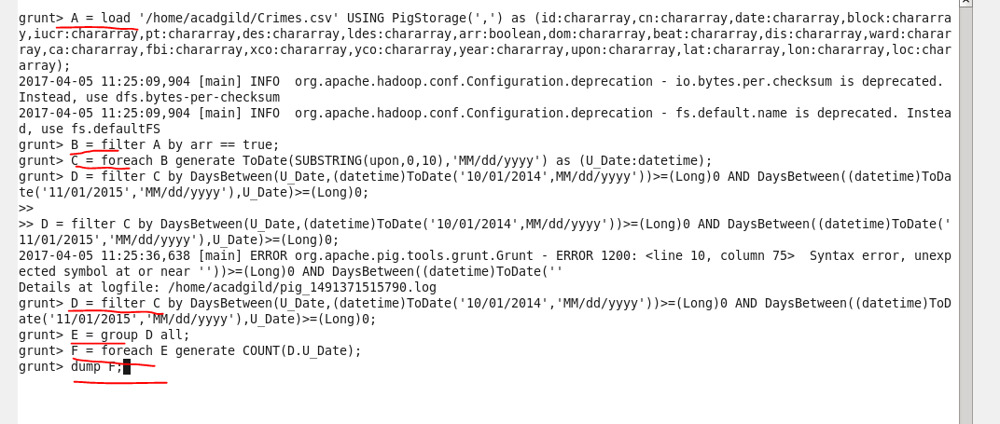 grunt> A = load '/home/acadgild/Crimes.csv' USING PigStorage(',') as (id:chararray,cn:chararray,date:chararray,block:chararra
y,iucr:chararray,pt:chararray,des:chararray,ldes:chararray,arr:boolean,dom:chararray,beat:chararray,dis:chararray,ward:charar
ray,ca:chararray,fbi:chararray,xco:chararray,yco:chararray,year:chararray,upon:chararray,lat:chararray,lon:chararray,loc:char
array);
2017-04-05 11:25:09,904 [main] INFO  org.apache.hadoop.conf.Configuration.deprecation - io.bytes.per.checksum is deprecated.
Instead, use dfs.bytes-per-checksum
2017-04-05 11:25:09,904 [main] INFO  org.apache.hadoop.conf.Configuration.deprecation - fs.default.name is deprecated. Instea
d, use fs.defaultFS
grunt> B = filter A by arr == true;
grunt> C = foreach B generate ToDate(SUBSTRING(upon,0,10),'MM/dd/yyyy') as (U_Date:datetime);
grunt> D = filter C by DaysBetween(U_Date,(datetime)ToDate('10/01/2014',MM/dd/yyyy'))>=(Long)0 AND DaysBetween((datetime)ToDa
te('11/01/2015','MM/dd/yyyy'),U_Date)>=(Long)0;
>>
>> D = filter C by DaysBetween(U_Date,(datetime)ToDate('10/01/2014',MM/dd/yyyy'))>=(Long)0 AND DaysBetween((datetime)ToDate('
11/01/2015','MM/dd/yyyy'),U_Date)>=(Long)0;
2017-04-05 11:25:36,638 [main] ERROR org.apache.pig.tools.grunt.Grunt - ERROR 1200: <line 10, column 75>  Syntax error, unexp
ected symbol at or near ''))>=(Long)0 AND DaysBetween((datetime)ToDate(''
Details at logfile: /home/acadgild/pig_1491371515790.log
grunt> D = filter C by DaysBetween(U_Date,(datetime)ToDate('10/01/2014','MM/dd/yyyy'))>=(Long)0 AND DaysBetween((datetime)ToD
ate('11/01/2015','MM/dd/yyyy'),U_Date)>=(Long)0;
grunt> E = group D all;
grunt> F = foreach E generate COUNT(D.U_Date);
grunt> dump F;